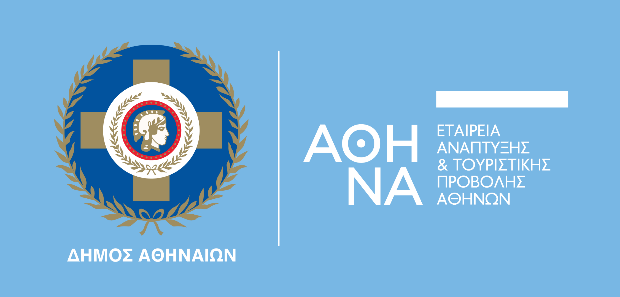 ΔΗΜΟΣ ΑΘΗΝΑΙΩΝ
ΑΘΗ
ΝΑ
ΕΤΑΙΡΕΙΑ
ΑΝΑΠΤΥΞΗΣ
& ΤΟΥΡΙΣΤΙΚΗΣ
ΠΡΟΒΟΛΗΣ
ΑΘΗΝΩΝ